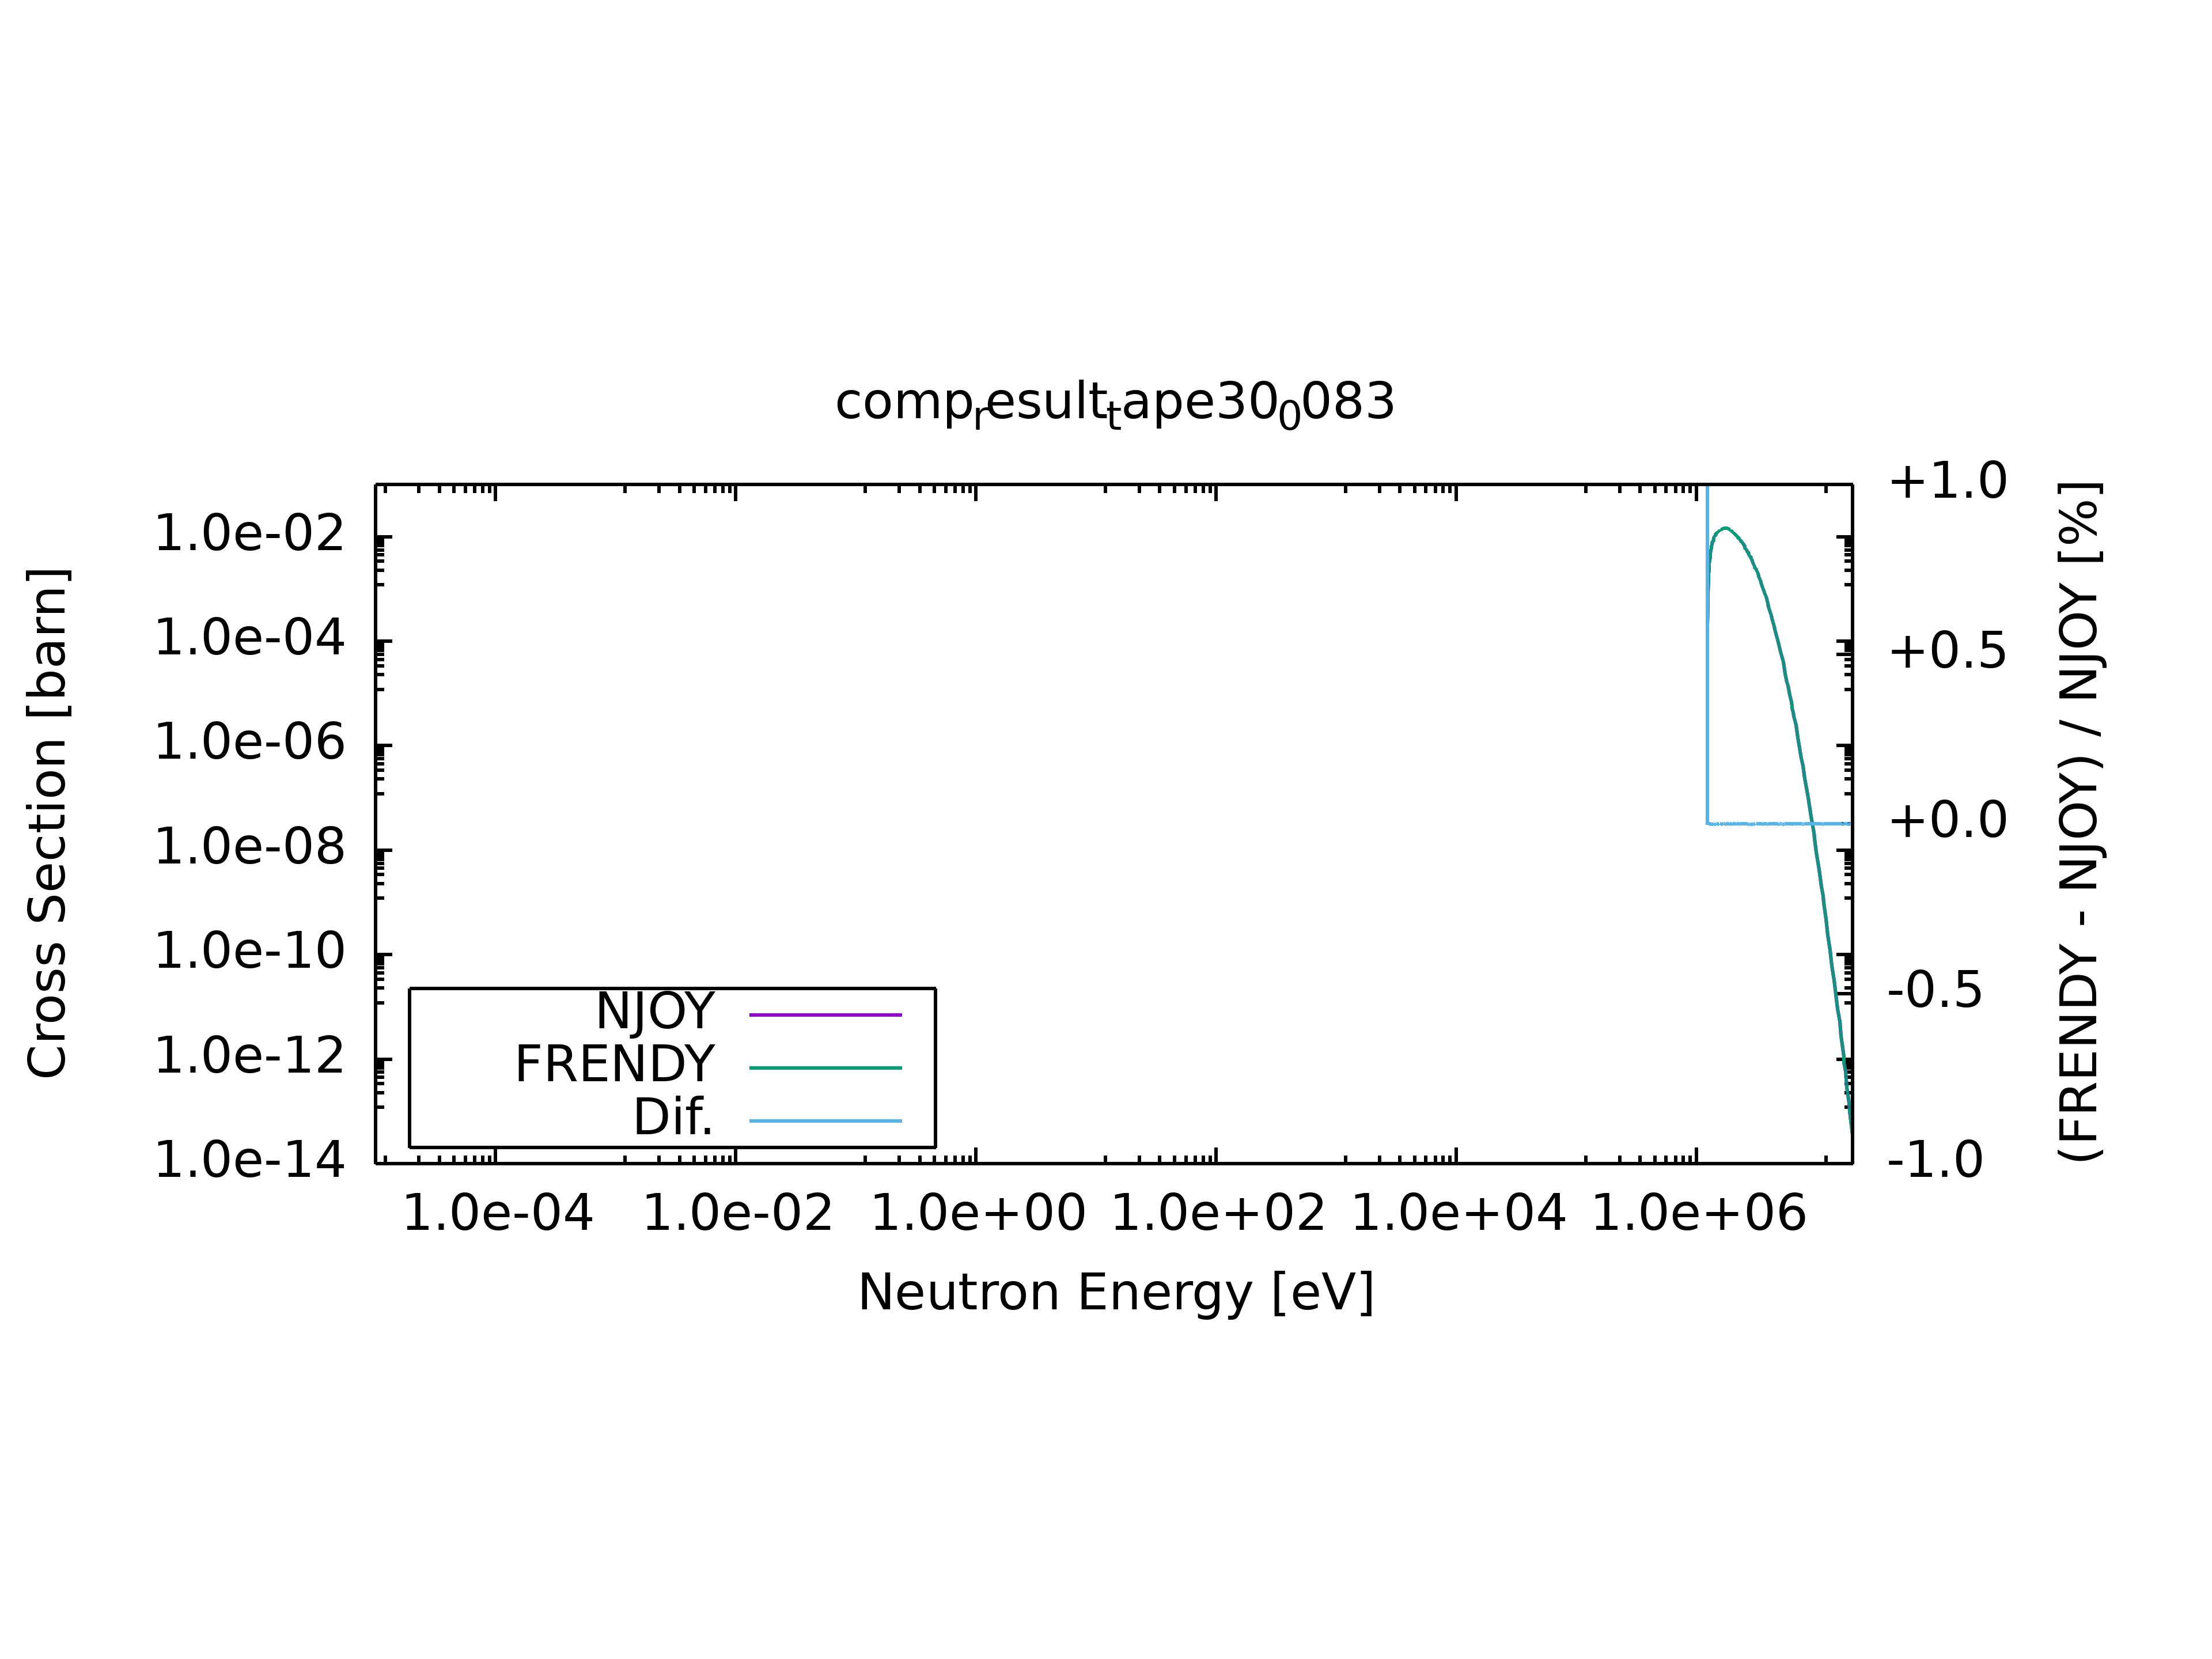 comp_result_tape30_0083
+1.0
+0.5
+0.0
-0.5
-1.0
(FRENDY - NJOY) / NJOY [%]
1.0e-02
1.0e-04
1.0e-06
1.0e-08
1.0e-10
1.0e-12
1.0e-14
Cross Section [barn]
NJOY
FRENDY
Dif.
1.0e-04 1.0e-02 1.0e+00 1.0e+02 1.0e+04 1.0e+06
Neutron Energy [eV]